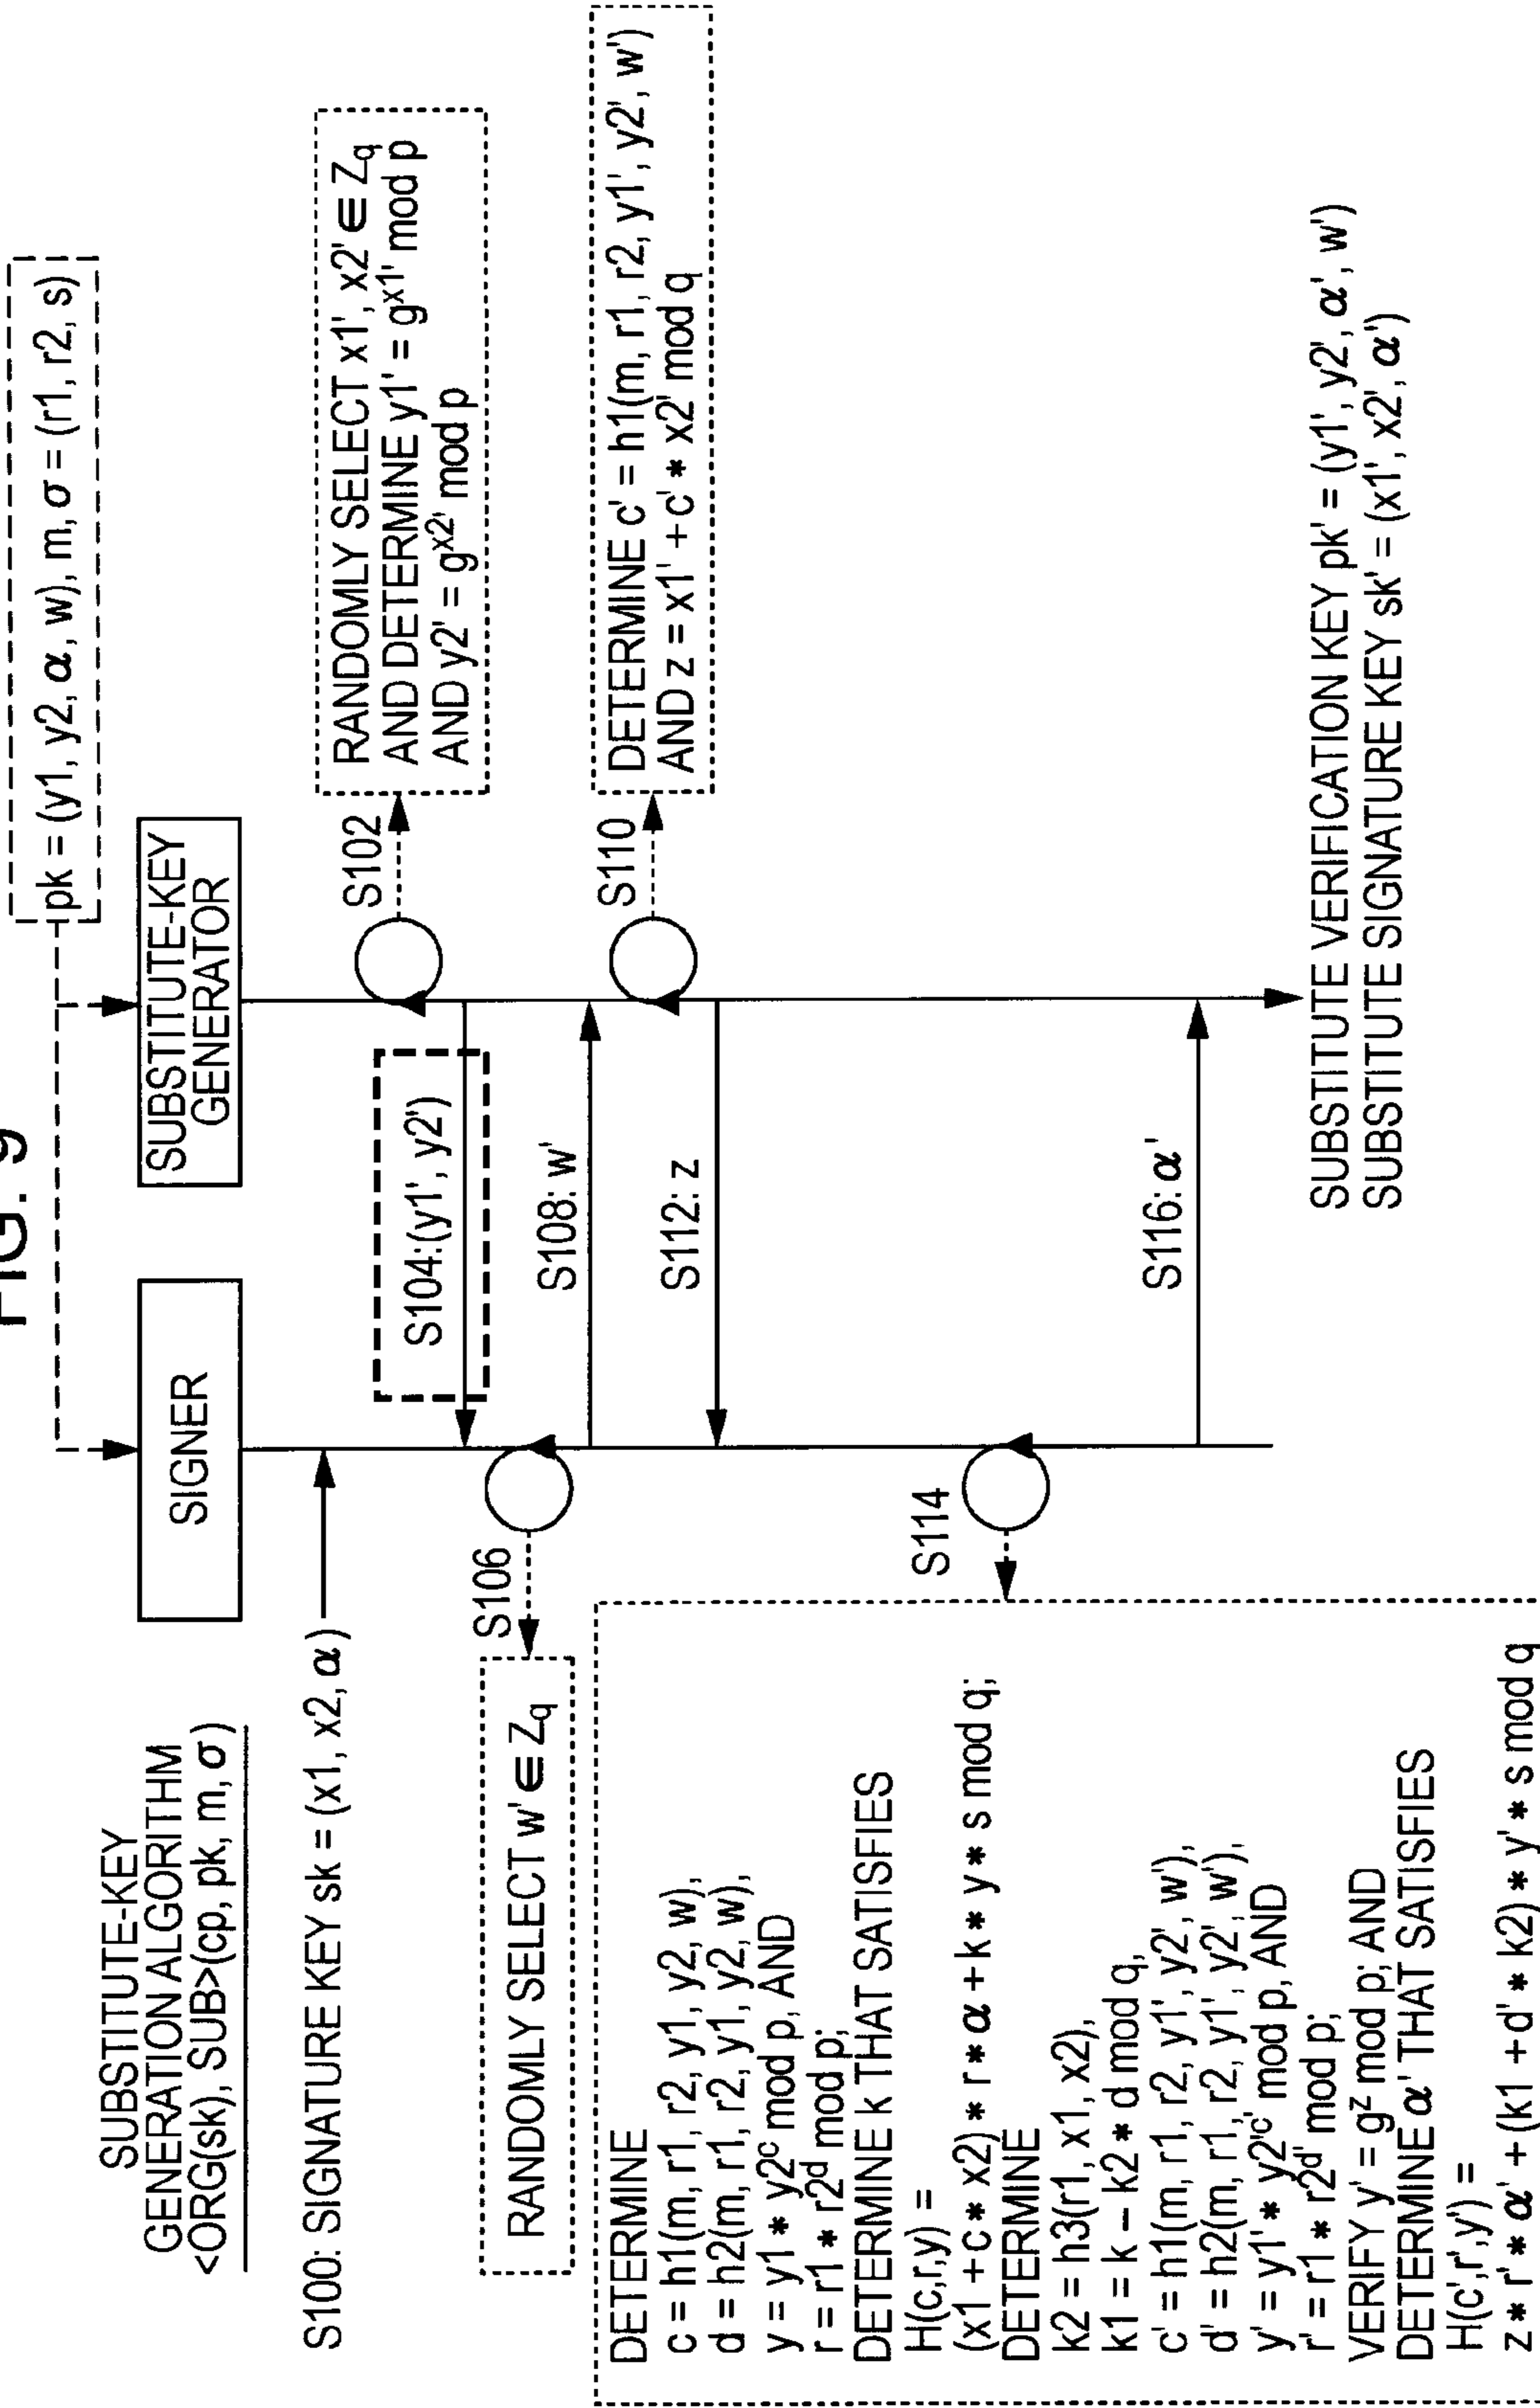 FIG. 9
SUBSTITUTE-KEY
GENERATION ALGORITHM
<ORG(sk), SUB>(cp, pk, m, σ)
pk = (y1, y2, α, w), m, σ = (r1, r2, s)
SIGNER
SUBSTITUTE-KEY
GENERATOR
S100: SIGNATURE KEY sk = (x1, x2, α)
S102
RANDOMLY SELECT x1', x2' ∈ Zq
AND DETERMINE y1' = g^x1' mod p
AND y2' = g^x2' mod p
S104:(y1', y2')
S106
RANDOMLY SELECT w' ∈ Zq
S108: w'
S110
DETERMINE c' = h1(m, r1, r2, y1', y2', w')
AND z = x1' + c' * x2' mod q
S112: z
S114
DETERMINE
c = h1(m, r1, r2, y1, y2, w),
d = h2(m, r1, r2, y1, y2, w),
y = y1 * y2^c mod p, AND
r = r1 * r2^d mod p;
DETERMINE k THAT SATISFIES
H(c,r,y) =
(x1 + c * x2) * r * α + k * y * s mod q;
DETERMINE
k2 = h3(r1, x1, x2),
k1 = k – k2 * d mod q,
c' = h1(m, r1, r2, y1', y2', w'),
d' = h2(m, r1, r2, y1', y2', w'),
y' = y1' * y2'^c' mod p, AND
r' = r1 * r2^d' mod p;
VERIFY y' = g^z mod p; AND
DETERMINE α' THAT SATISFIES
H(c',r',y') =
z * r' * α' + (k1 + d' * k2) * y' * s mod q
S116: α'
SUBSTITUTE VERIFICATION KEY pk' = (y1', y2', α', w')
SUBSTITUTE SIGNATURE KEY sk' = (x1', x2', α')